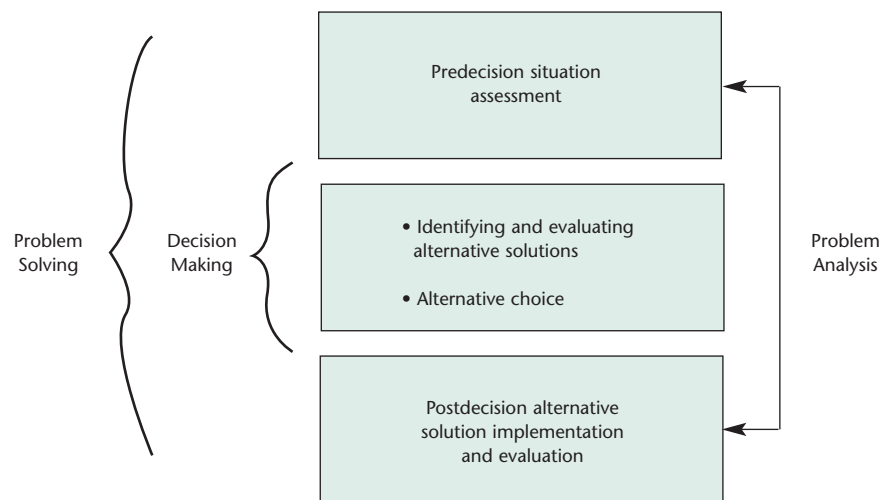 Predecision situation
assessment
Problem
Solving
Decision
Making
• Identifying and evaluating
alternative solutions
• Alternative choice
Problem
Analysis
Postdecision alternative
solution implementation
and evaluation